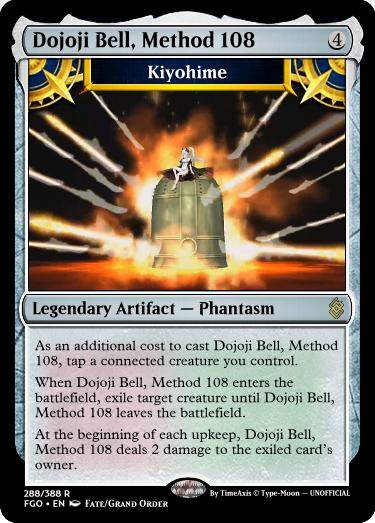 Dojoji Bell, Method 108 4
Kiyohime
Legendary Artifact — Phantasm
As an additional cost to cast Dojoji Bell, Method
108, tap a connected creature you control.
When Dojoji Bell, Method 108 enters the
battlefield, exile target creature until Dojoji Bell,
Method 108 leaves the battlefield.
At the beginning of each upkeep, Dojoji Bell,
Method 108 deals 2 damage to the exiled card's
owner.
288/388 R
FGO • EN Fate/Grand Order
By TimeAxis © Type-Moon — UNOFFICIAL